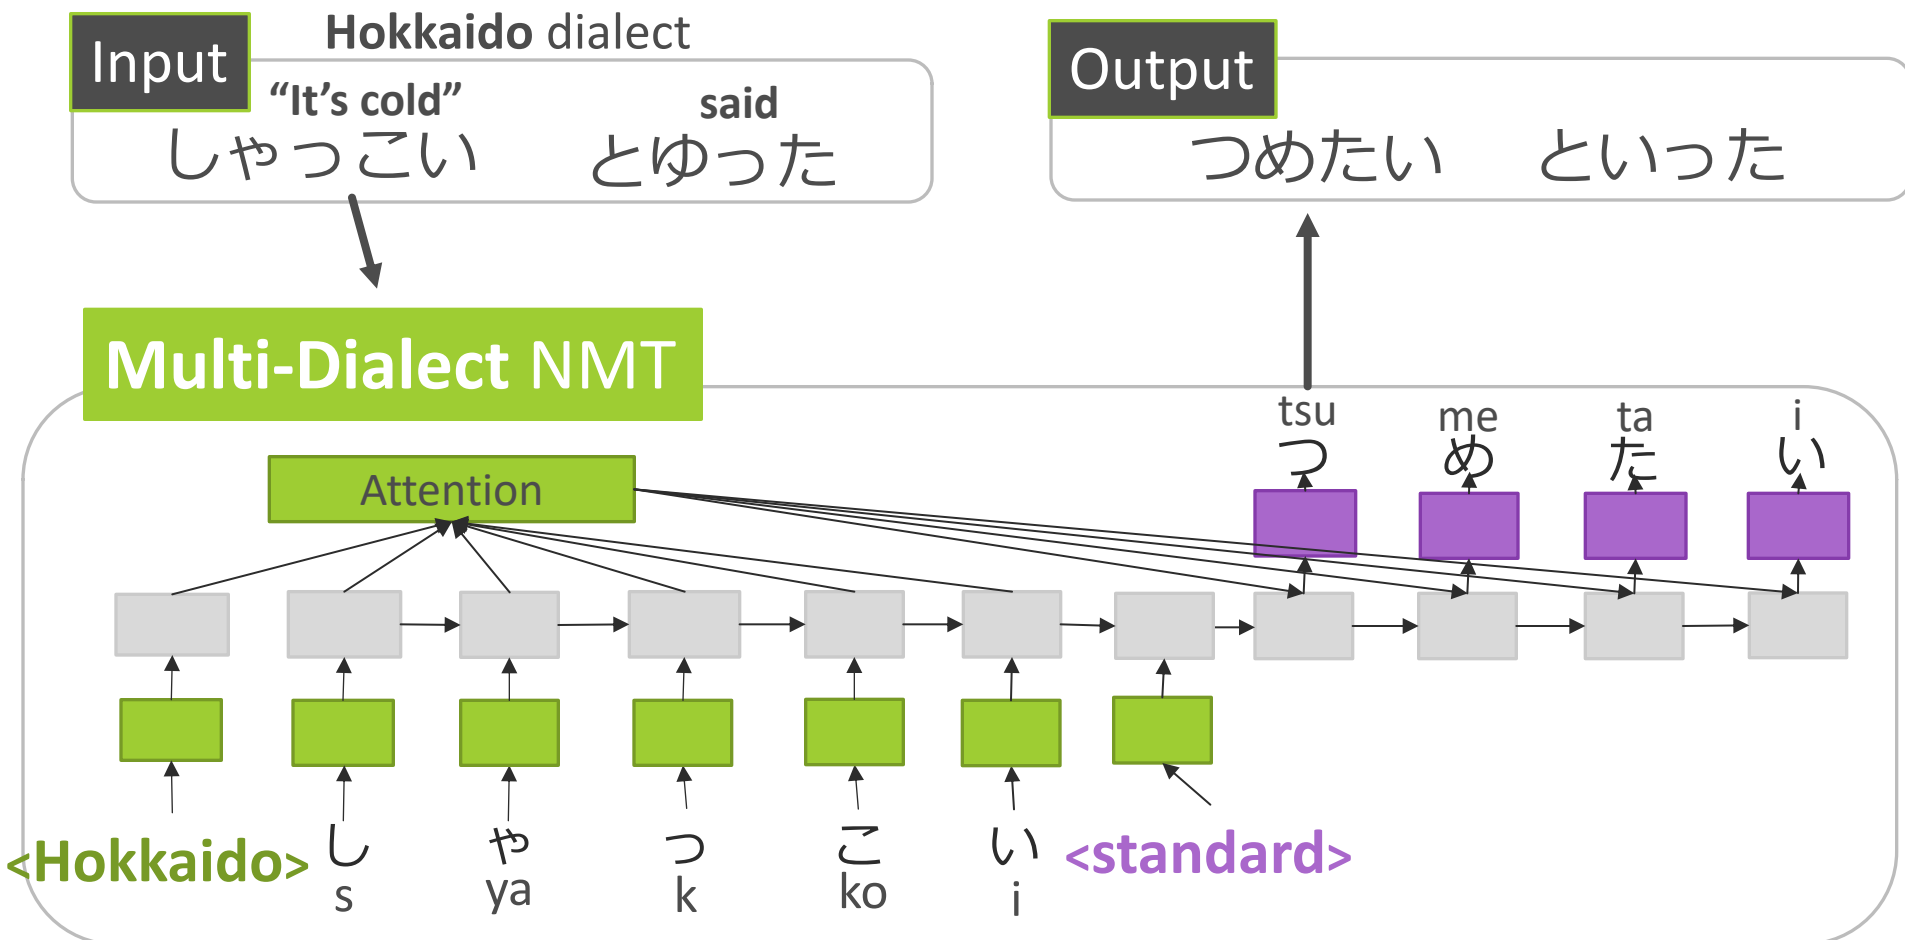 Input
Hokkaido dialect
“It’s cold” said
しゃっこい とゆった
Output
つめたい といった
Multi-Dialect NMT
tsu me ta i
つ め た い
Attention
<Hokkaido> し や っ こ い <standard>
s ya k ko i